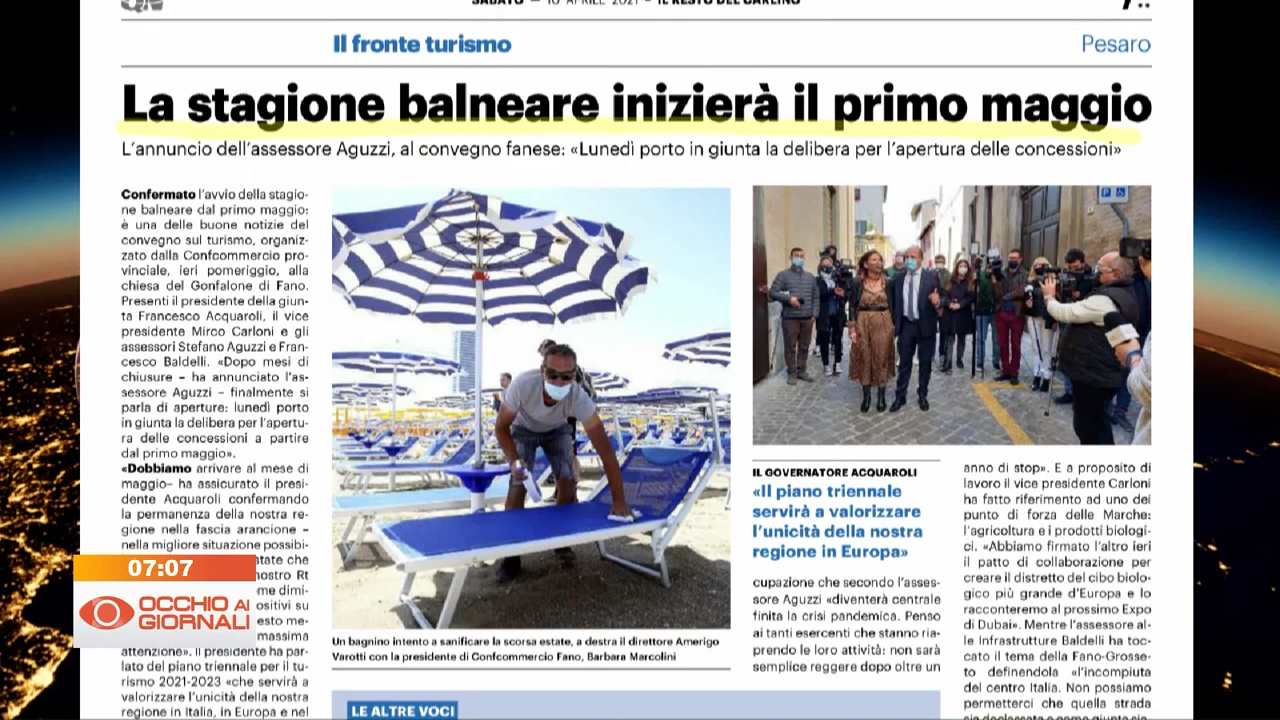 SABATO — 10 APRILE 2021 – IL RESTO DEL CARLINO
Il fronte turismo
Pesaro
La stagione balneare inizierà il primo maggio
L'annuncio dell'assessore Aguzzi, al convegno fanese: «Lunedì porto in giunta la delibera per l'apertura delle concessioni»
Confermato l'avvio della stagio-
ne balneare dal primo maggio:
è una delle buone notizie del
convegno sul turismo, organiz-
zato dalla Confcommercio pro-
vinciale, ieri pomeriggio, alla
chiesa del Gonfalone di Fano.
Presenti il presidente della giun-
ta Francesco Acquaroli, il vice
presidente Mirco Carloni e gli
assessori Stefano Aguzzi e Fran-
cesco Baldelli. «Dopo mesi di
chiusure – ha annunciato l'as-
sessore Aguzzi – finalmente si
parla di aperture: lunedì porto
in giunta la delibera per l'apertu-
ra delle concessioni a partire
dal primo maggio».
«Dobbiamo arrivare al mese di
maggio– ha assicurato il presi-
dente Acquaroli confermando
la permanenza della nostra re-
gione nella fascia arancione –
nella migliore situazione possibi-
tate che
nostro Rt
me dimi-
ositivi su
esto me-
massima
attenzione». Il presidente ha par-
lato del piano triennale per il tu-
rismo 2021-2023 «che servirà a
valorizzare l'unicità della nostra
regione in Italia, in Europa e nel
07:07
OCCHIO AI
GIORNALI
Un bagnino intento a sanificare la scorsa estate, a destra il direttore Amerigo
Varotti con la presidente di Confcommercio Fano, Barbara Marcolini
LE ALTRE VOCI
P
IL GOVERNATORE ACQUAROLI
«Il piano triennale
servirà a valorizzare
l'unicità della nostra
regione in Europa»
cupazione che secondo l'asses-
sore Aguzzi «diventerà centrale
finita la crisi pandemica. Penso
ai tanti esercenti che stanno ria-
prendo le loro attività: non sarà
semplice reggere dopo oltre un
anno di stop». E a proposito di
lavoro il vice presidente Carloni
ha fatto riferimento ad uno dei
punto di forza delle Marche:
l'agricoltura e i prodotti biologi-
ci. «Abbiamo firmato l'altro ieri
il patto di collaborazione per
creare il distretto del cibo biolo-
gico più grande d'Europa e lo
racconteremo al prossimo Expo
di Dubai». Mentre l'assessore al-
le Infrastrutture Baldelli ha toc-
cato il tema della Fano-Grosse-
to definendola «l'incompiuta
del centro Italia. Non possiamo
permetterci che quella strada